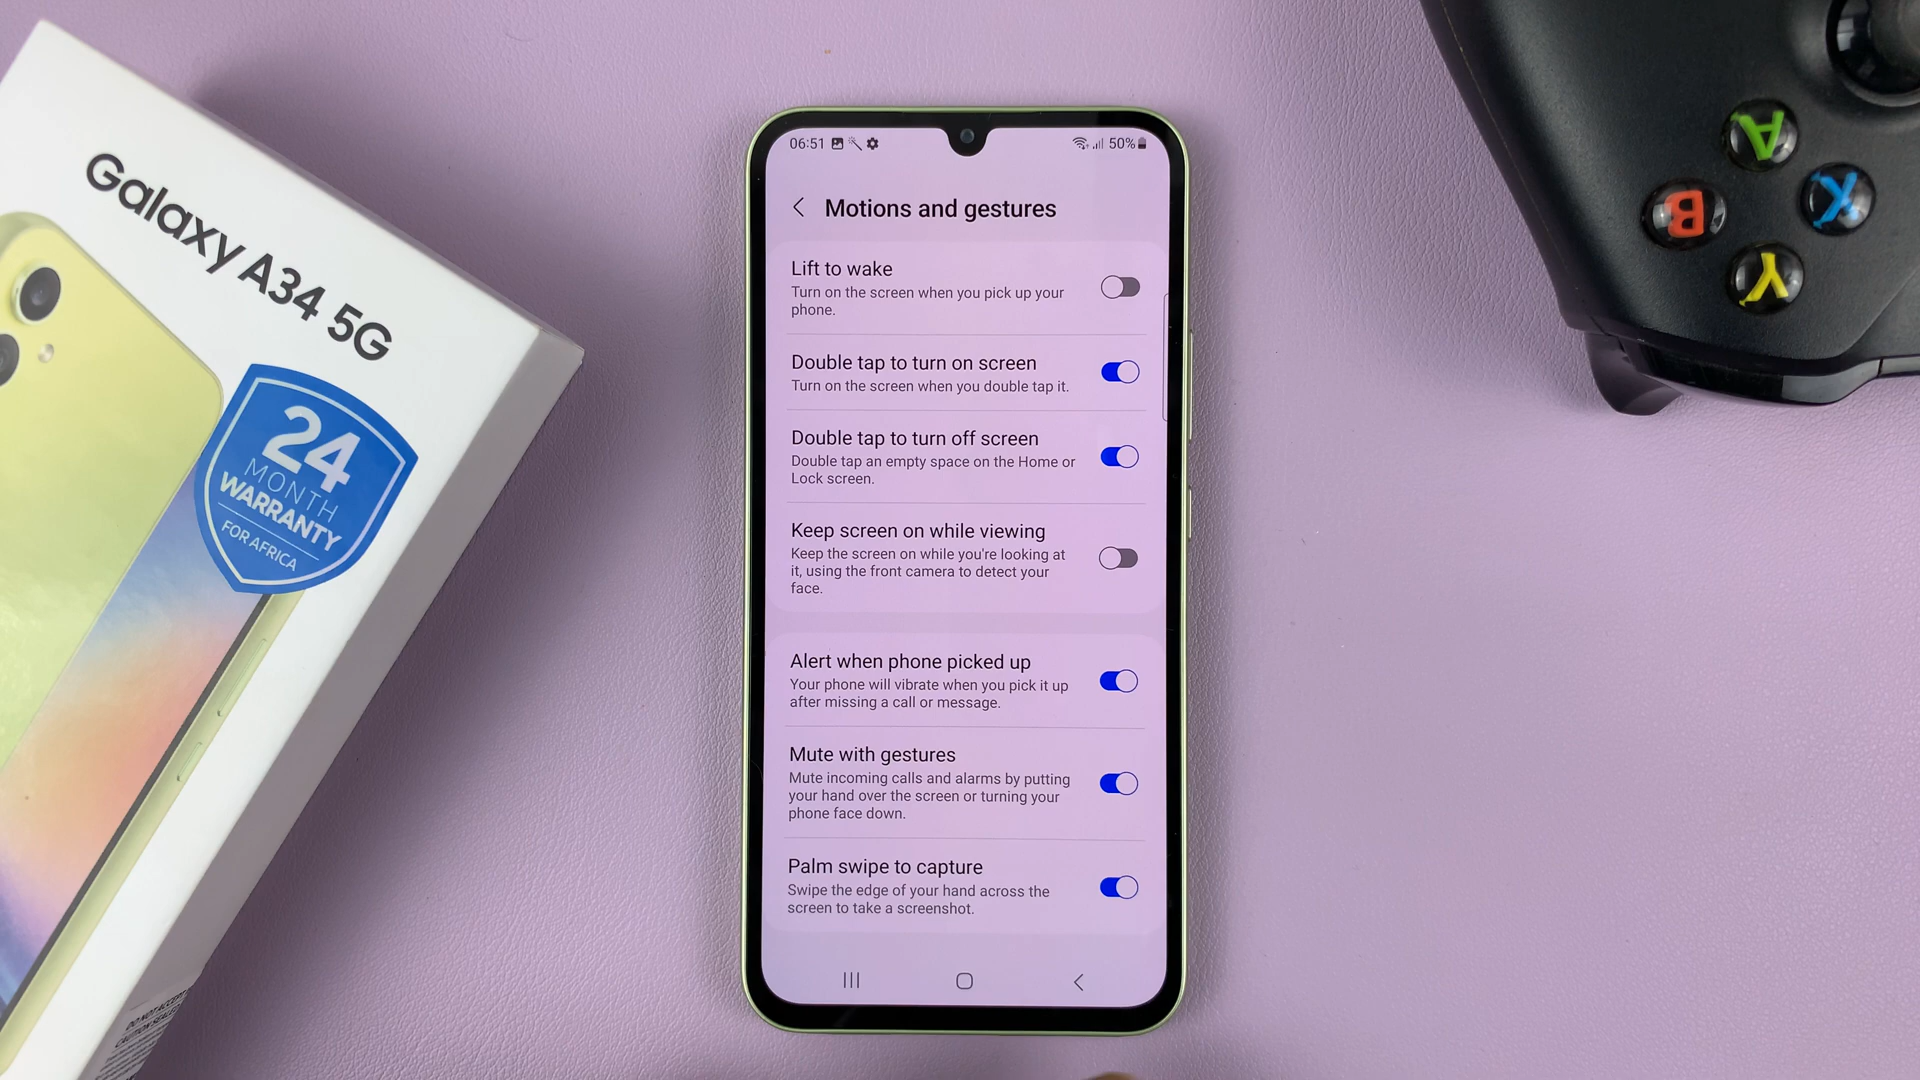 Galaxy A34 5G
24
MONTH
WARRANTY
FOR AFRICA
06:51
50%
Motions and gestures
Lift to wake
Turn on the screen when you pick up your
phone.
Double tap to turn on screen
Turn on the screen when you double tap it.
Double tap to turn off screen
Double tap an empty space on the Home or
Lock screen.
Keep screen on while viewing
Keep the screen on while you're looking at
it, using the front camera to detect your
face.
Alert when phone picked up
Your phone will vibrate when you pick it up
after missing a call or message.
Mute with gestures
Mute incoming calls and alarms by putting
your hand over the screen or turning your
phone face down.
Palm swipe to capture
Swipe the edge of your hand across the
screen to take a screenshot.
A
B
X
Y